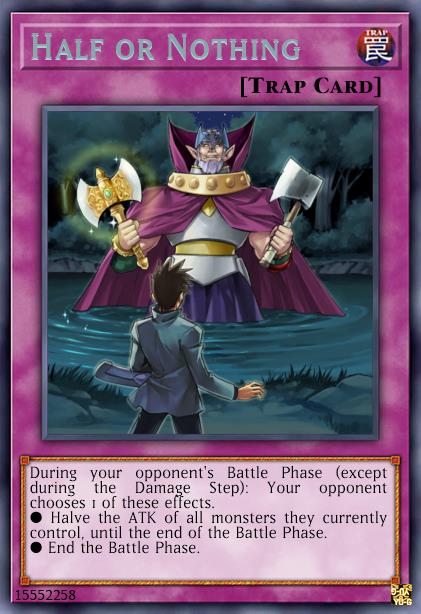 Half or Nothing
TRAP
罠
[Trap Card]
During your opponent's Battle Phase (except
during the Damage Step): Your opponent
chooses 1 of these effects.
● Halve the ATK of all monsters they currently
control, until the end of the Battle Phase.
● End the Battle Phase.
15552258